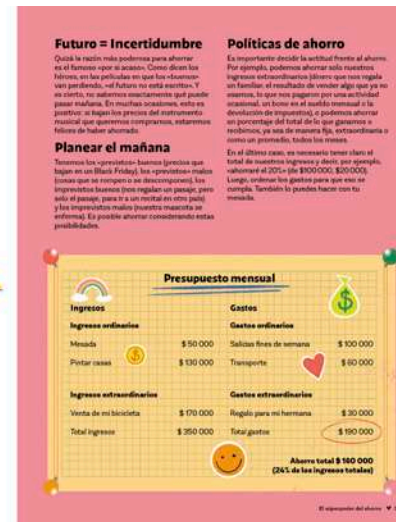 Futuro = Incertidumbre
Quizá la razón más poderosa para ahorrar
es el famoso «por si acaso». Como dicen los
héroes, en las películas en que los «buenos»
van perdiendo, «el futuro no está escrito». Y
es cierto, no sabemos exactamente qué puede
pasar mañana. En muchas ocasiones, esto es
positivo: si bajan los precios del instrumento
musical que queremos comprarnos, estaremos
felices de haber ahorrado.
Planear el mañana
Tenemos los «previstos» buenos (precios que
bajan en un Black Friday), los «previstos» malos
(cosas que se rompen o se descomponen), los
imprevistos buenos (nos regalan un pasaje, pero
solo el pasaje, para ir a un recital en otro país)
y los imprevistos malos (nuestra mascota se
enferma). Es posible ahorrar considerando estas
posibilidades.
Políticas de ahorro
Es importante decidir la actitud frente al ahorro.
Por ejemplo, podemos ahorrar solo nuestros
ingresos extraordinarios (dinero que nos regala
un familiar, el resultado de vender algo que ya no
usamos, lo que nos pagaron por una actividad
ocasional, un bono en el sueldo mensual o la
devolución de impuestos), o podemos ahorrar
un porcentaje del total de lo que ganamos o
recibimos, ya sea de manera fija, extraordinaria o
como un promedio, todos los meses.
En el último caso, es necesario tener claro el
total de nuestros ingresos y decir, por ejemplo,
«ahorraré el 20%» (de $100 000, $20 000).
Luego, ordenar los gastos para que eso se
cumpla. También lo puedes hacer con tu
mesada.
Presupuesto mensual
Ingresos
Ingresos ordinarios
Mesada $ 50 000
Pintar casas $ 130 000
Ingresos extraordinarios
Venta de mi bicicleta $ 170 000
Total ingresos $ 350 000
Gastos
Gastos ordinarios
Salidas fines de semana $ 100 000
Transporte $ 60 000
Gastos extraordinarios
Regalo para mi hermana $ 30 000
Total gastos $ 190 000
Ahorro total $ 160 000
(24% de los ingresos totales)
El superpoder del ahorro